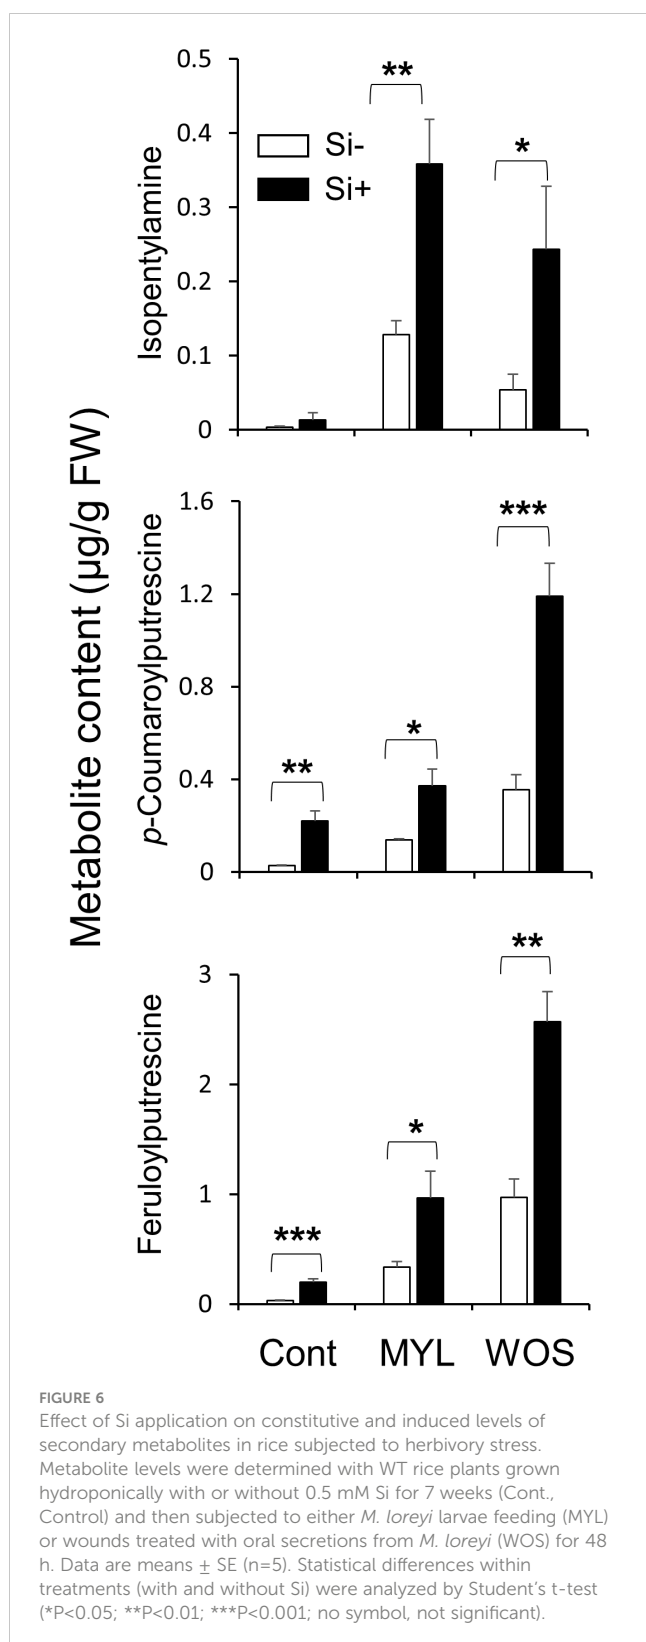 Metabolite content (µg/g FW)
Isopentylamine
0.5
0.4
0.3
0.2
0.1
0
Si-
Si+
**
*
p-Coumaroylputrescine
1.6
1.2
0.8
0.4
0
**
*
***
Feruloylputrescine
3
2
1
0
***
*
**
Cont MYL WOS
FIGURE 6
Effect of Si application on constitutive and induced levels of
secondary metabolites in rice subjected to herbivory stress.
Metabolite levels were determined with WT rice plants grown
hydroponically with or without 0.5 mM Si for 7 weeks (Cont.,
Control) and then subjected to either M. loreyi larvae feeding (MYL)
or wounds treated with oral secretions from M. loreyi (WOS) for 48
h. Data are means ± SE (n=5). Statistical differences within
treatments (with and without Si) were analyzed by Student’s t-test
(*P<0.05; **P<0.01; ***P<0.001; no symbol, not significant).